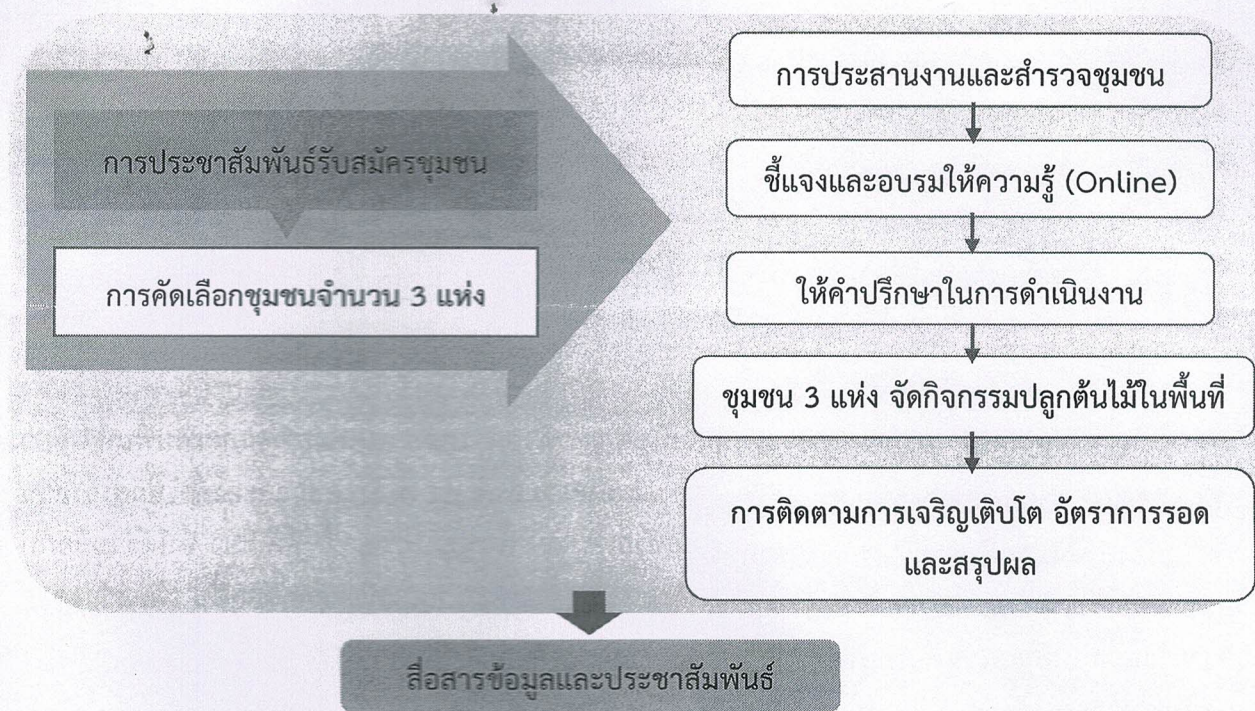 การประชาสัมพันธ์รับสมัครชุมชน
การคัดเลือกชุมชนจำนวน 3 แห่ง
การประสานงานและสำรวจชุมชน
ชี้แจงและอบรมให้ความรู้ (Online)
ให้คำปรึกษาในการดำเนินงาน
ชุมชน 3 แห่ง จัดกิจกรรมปลูกต้นไม้ในพื้นที่
การติดตามการเจริญเติบโต อัตราการรอด
และสรุปผล
สื่อสารข้อมูลและประชาสัมพันธ์